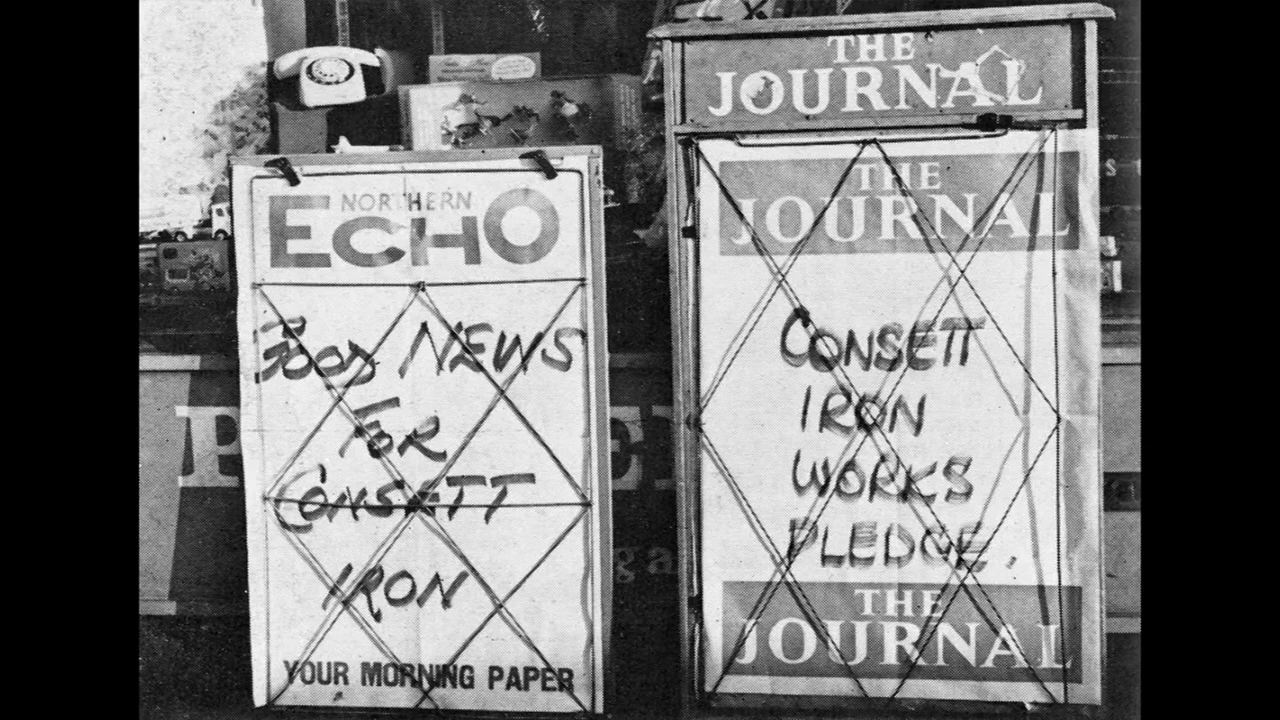 NORTHERN
ECHO
GOOD NEWS
FOR
CONSETT
IRON
YOUR MORNING PAPER
THE
JOURNAL
THE
JOURNAL
CONSETT
IRON
WORKS
PLEDGE.
THE
JOURNAL